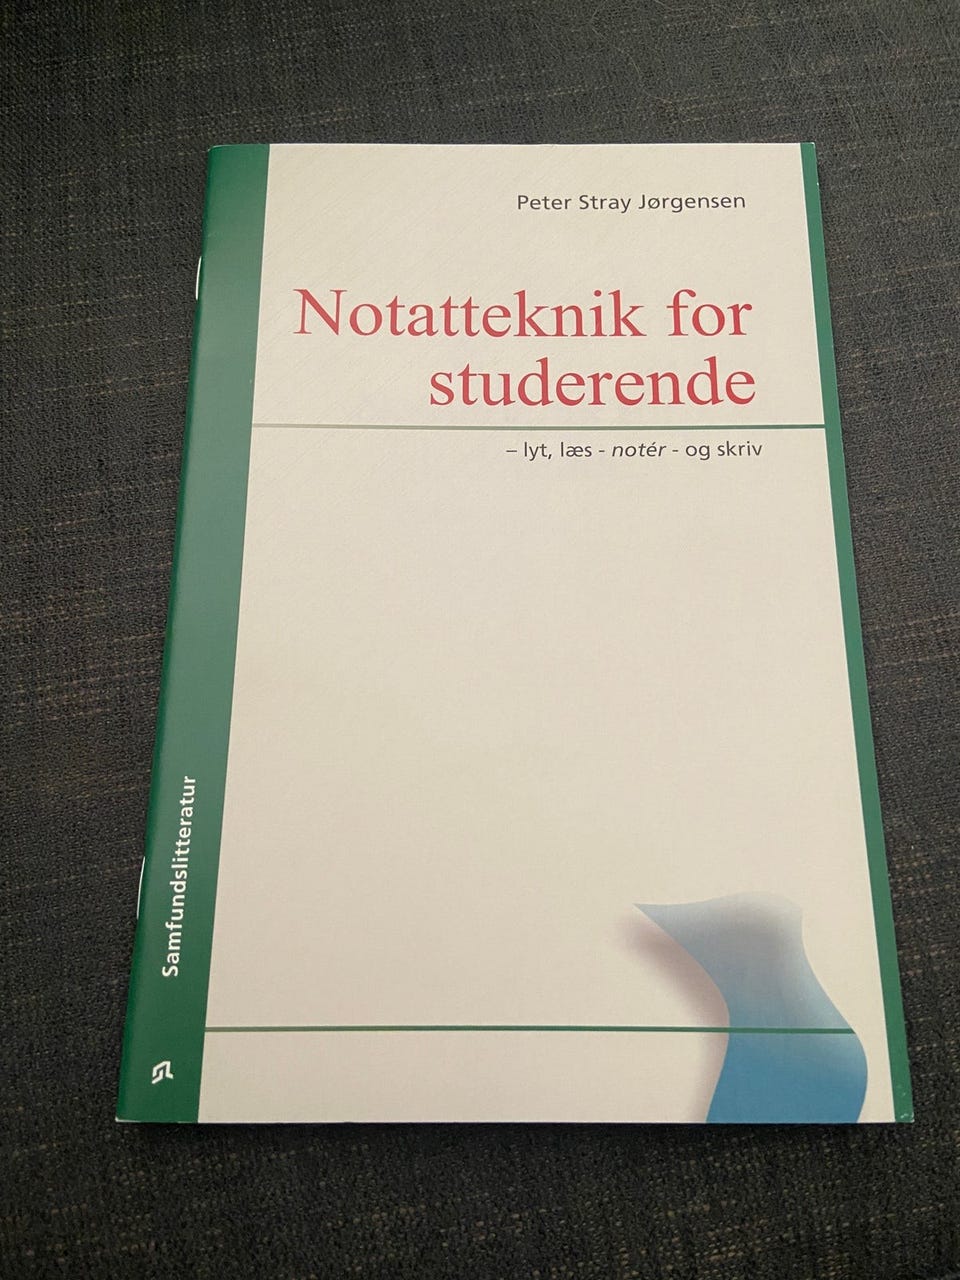 Peter Stray Jørgensen
Notatteknik for
studerende
– lyt, læs - notér - og skriv
Samfundslitteratur